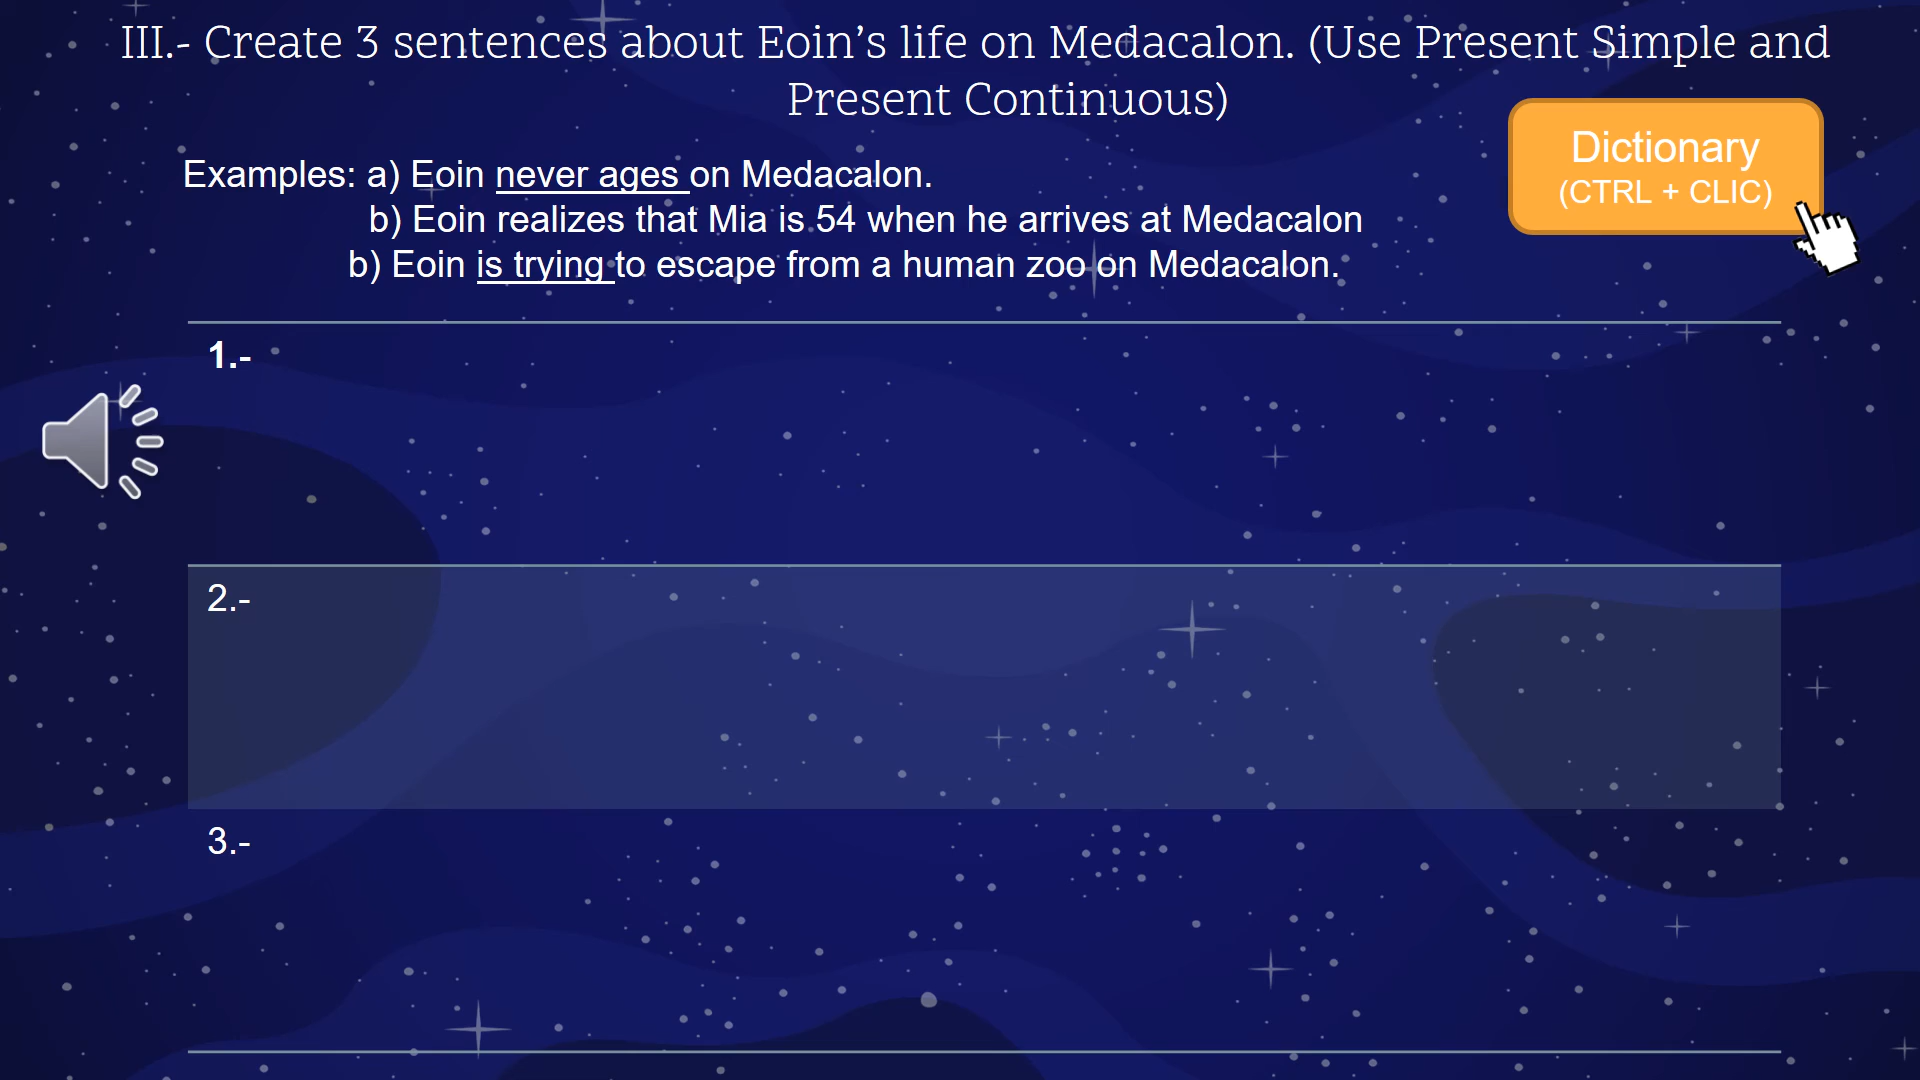 III.- Create 3 sentences about Eoin’s life on Medacalon. (Use Present Simple and
Present Continuous)
Dictionary
(CTRL + CLIC)
Examples: a) Eoin never ages on Medacalon.
b) Eoin realizes that Mia is 54 when he arrives at Medacalon
b) Eoin is trying to escape from a human zoo on Medacalon.
1.-
2.-
3.-